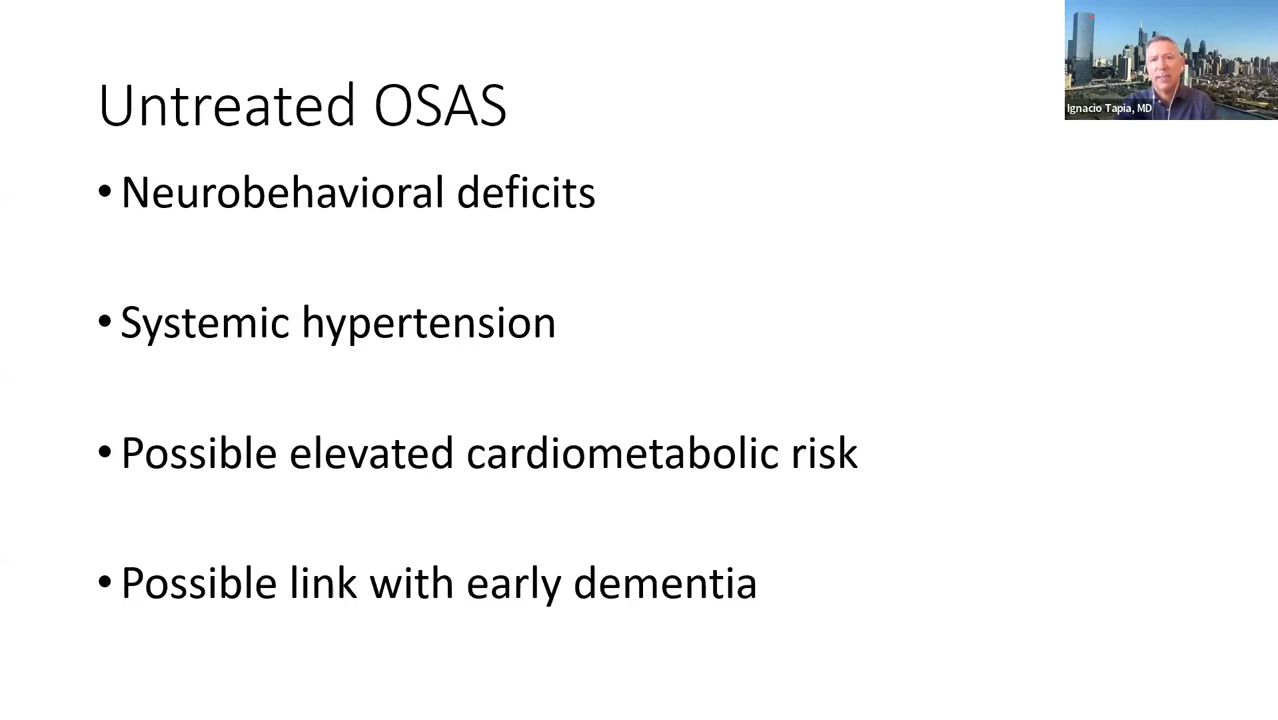 Untreated OSAS
• Neurobehavioral deficits
• Systemic hypertension
• Possible elevated cardiometabolic risk
• Possible link with early dementia
Ignacio Tapia, MD